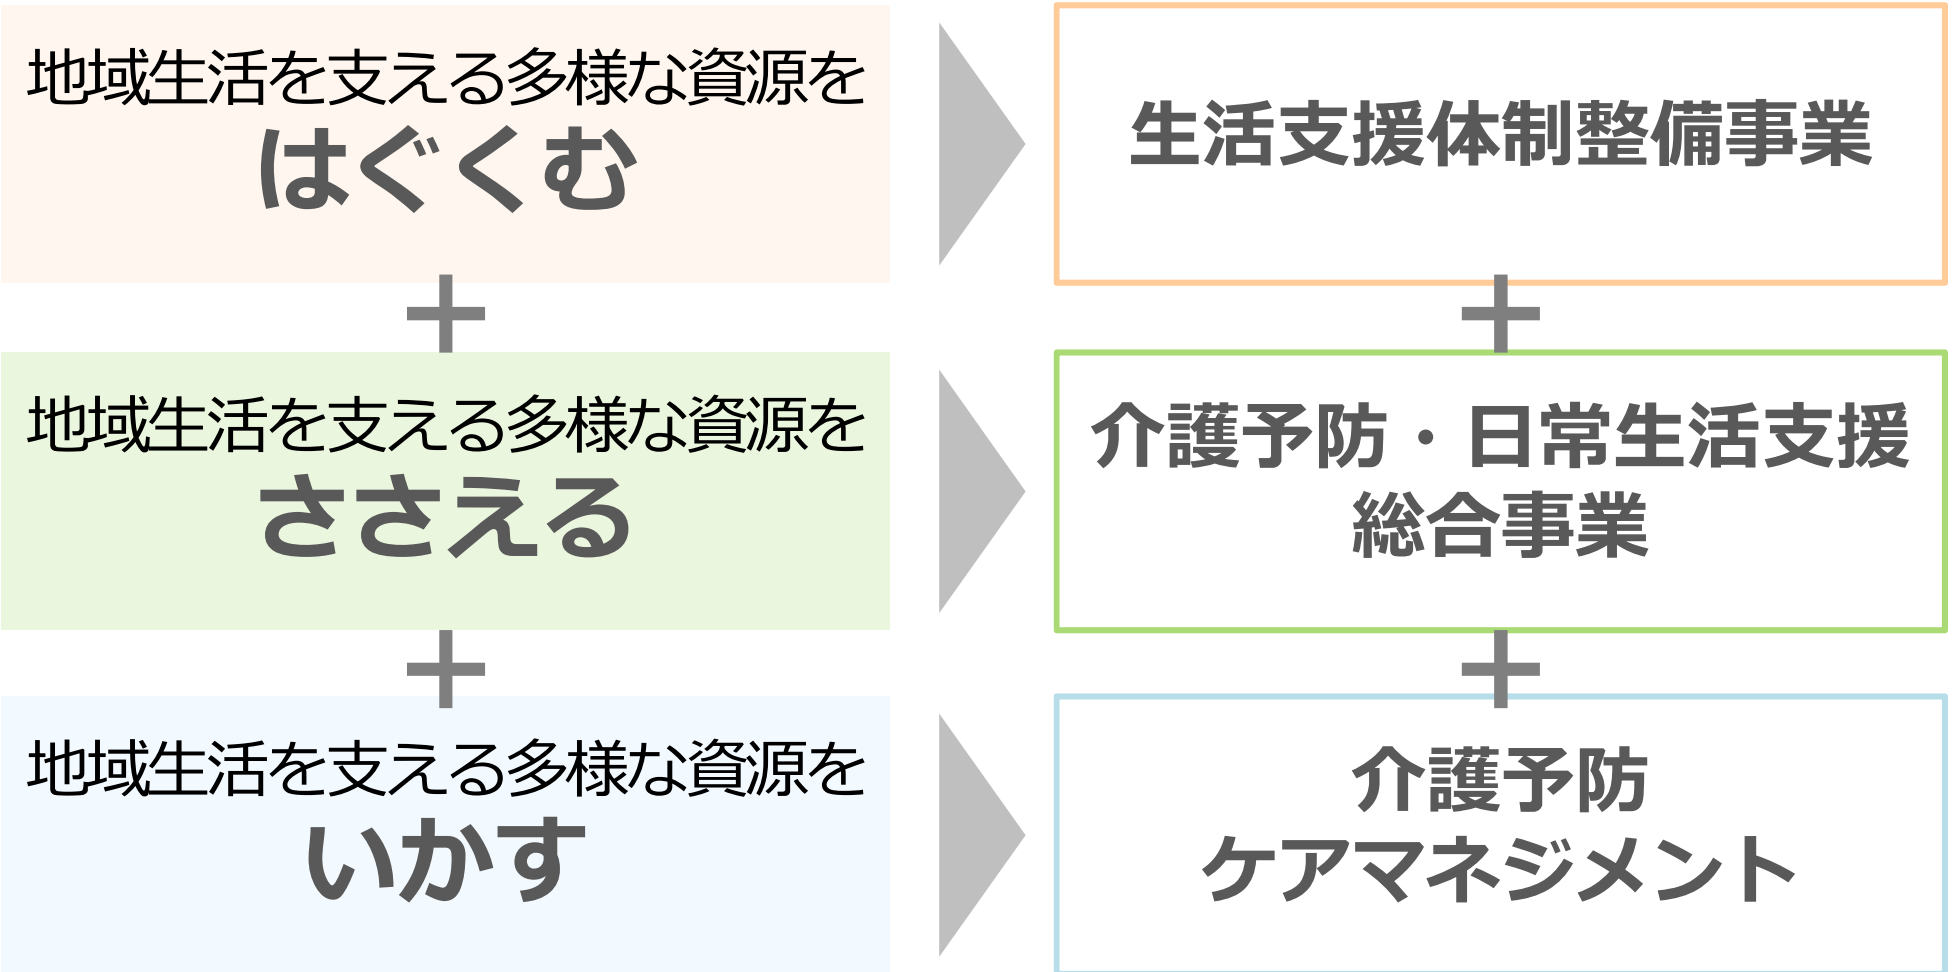 地域生活を支える多様な資源を
はぐくむ
生活支援体制整備事業
+
+
地域生活を支える多様な資源を
ささえる
介護予防・日常生活支援
総合事業
+
+
地域生活を支える多様な資源を
いかす
介護予防
ケアマネジメント